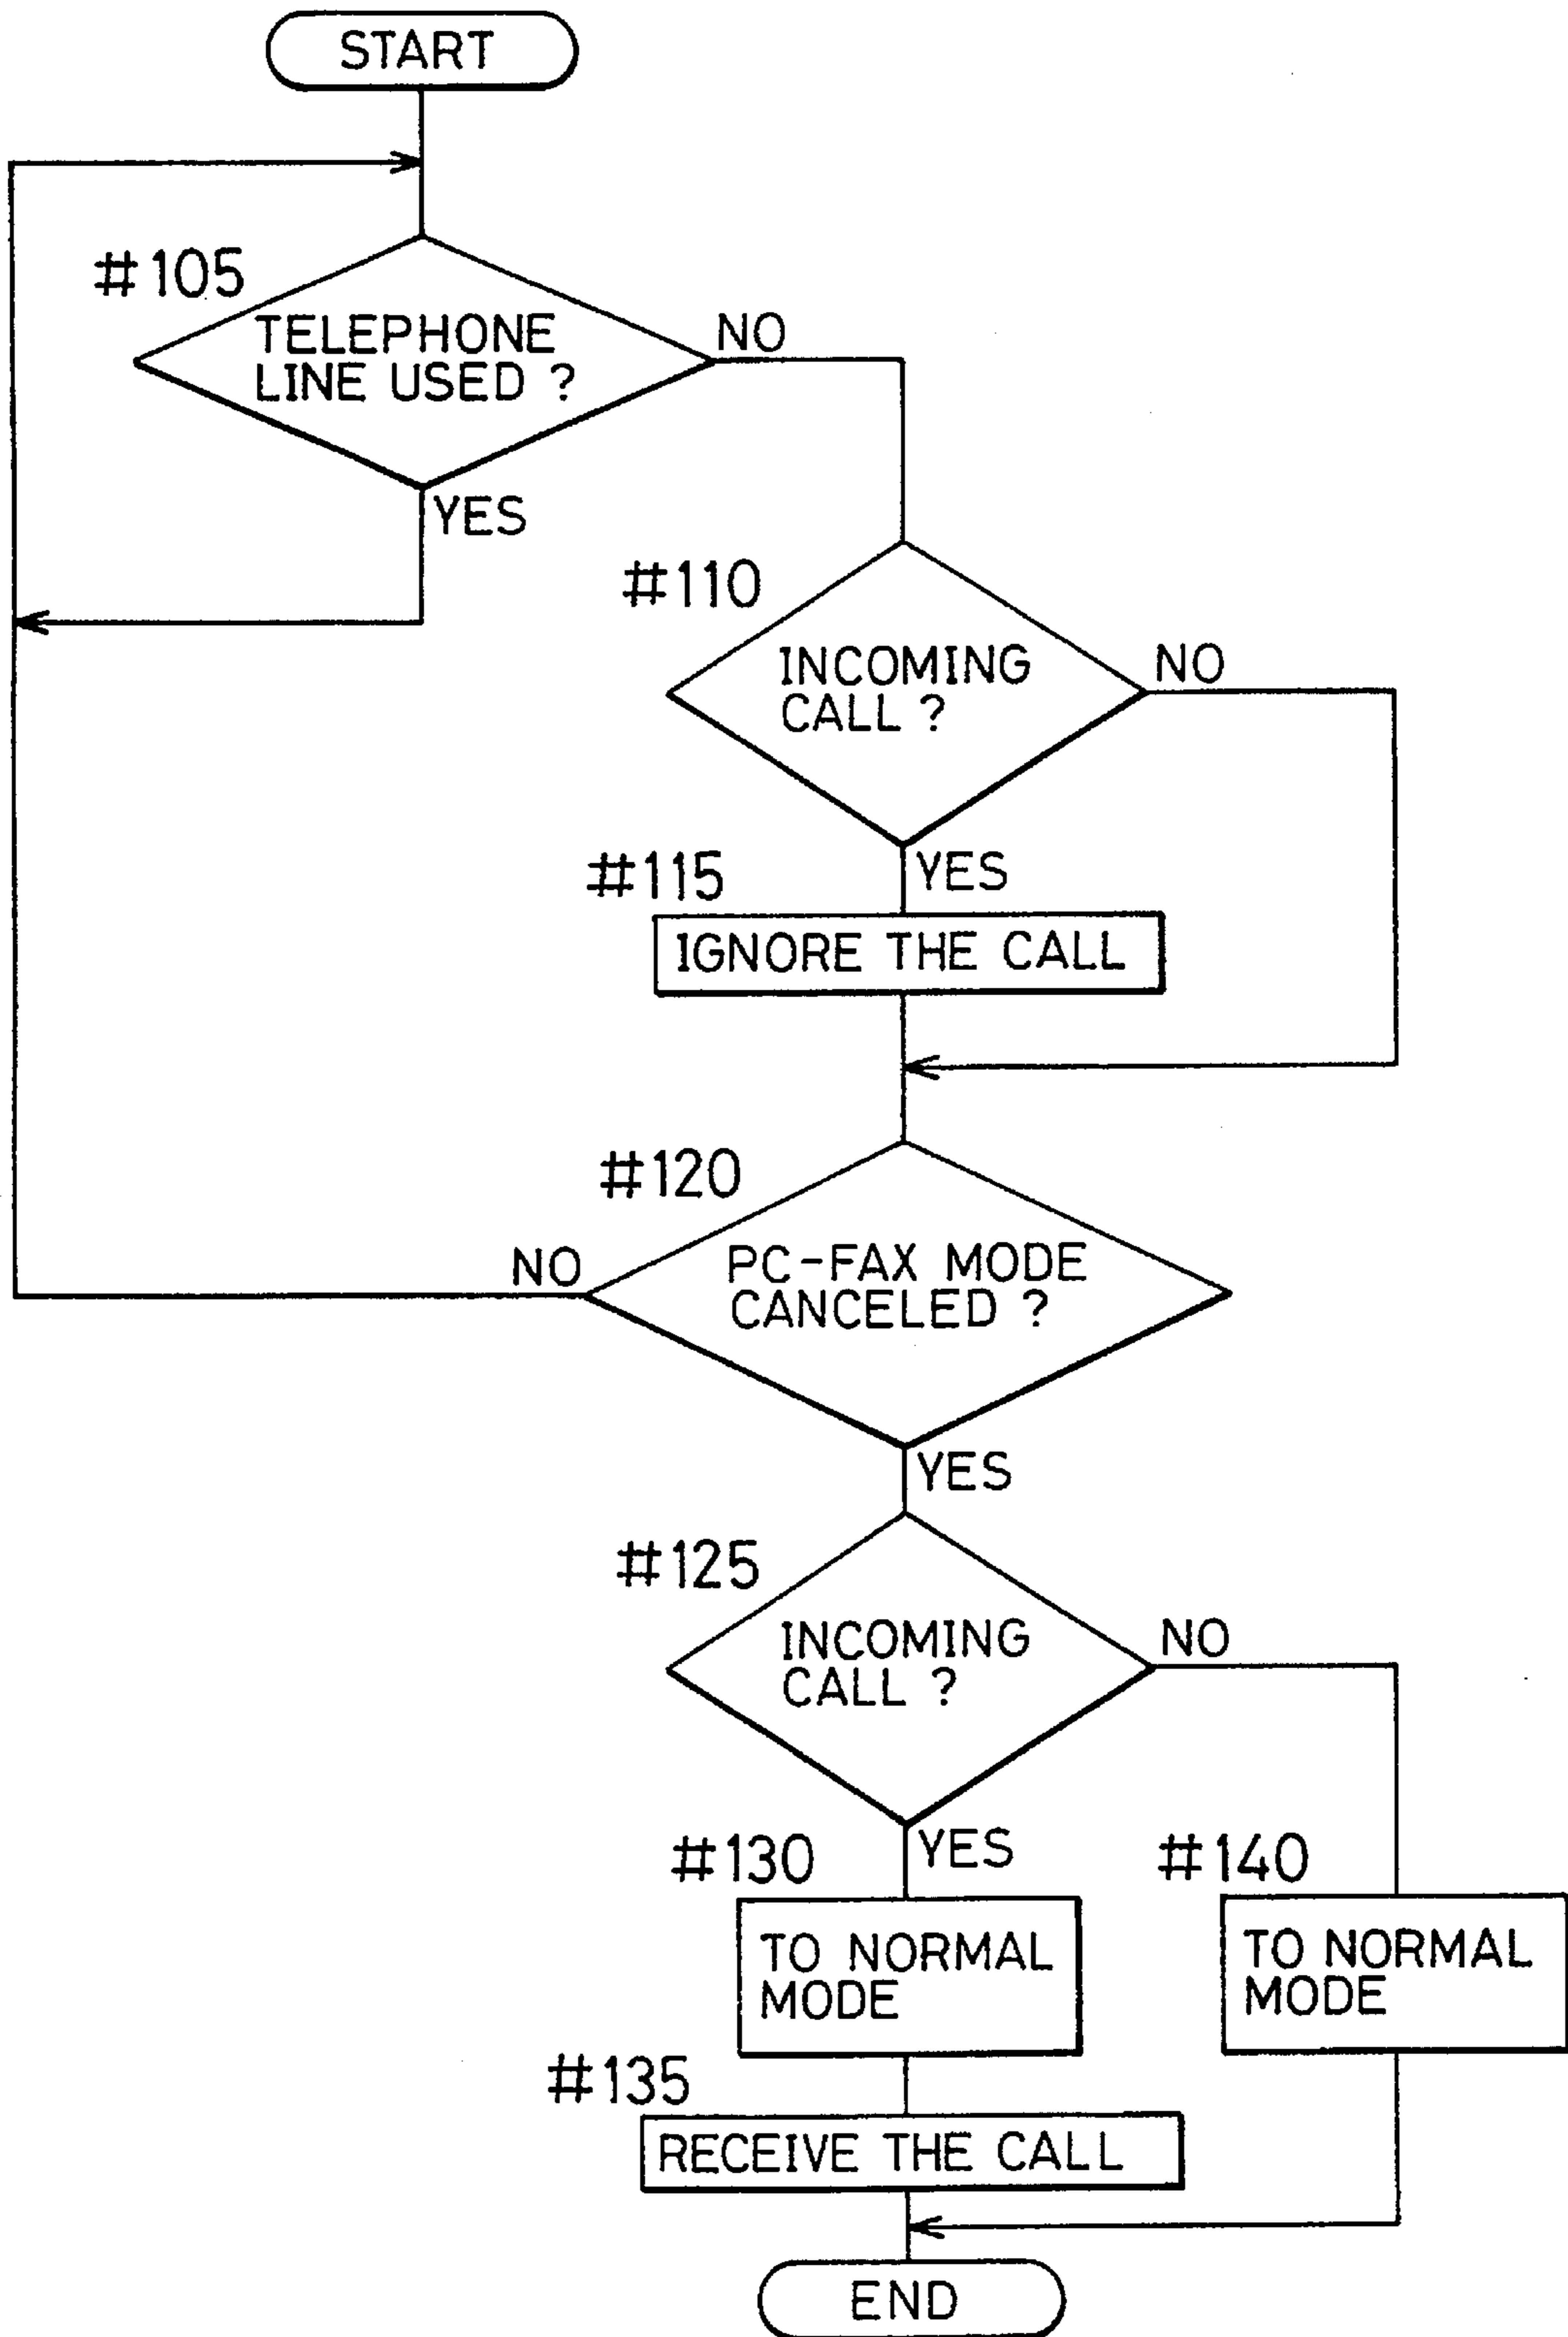 START
#105
TELEPHONE
LINE USED ?
NO
YES
#110
INCOMING
CALL ?
NO
YES
#115
IGNORE THE CALL
#120
PC-FAX MODE
CANCELED ?
NO
YES
#125
INCOMING
CALL ?
NO
YES
#130
TO NORMAL
MODE
#140
TO NORMAL
MODE
#135
RECEIVE THE CALL
END